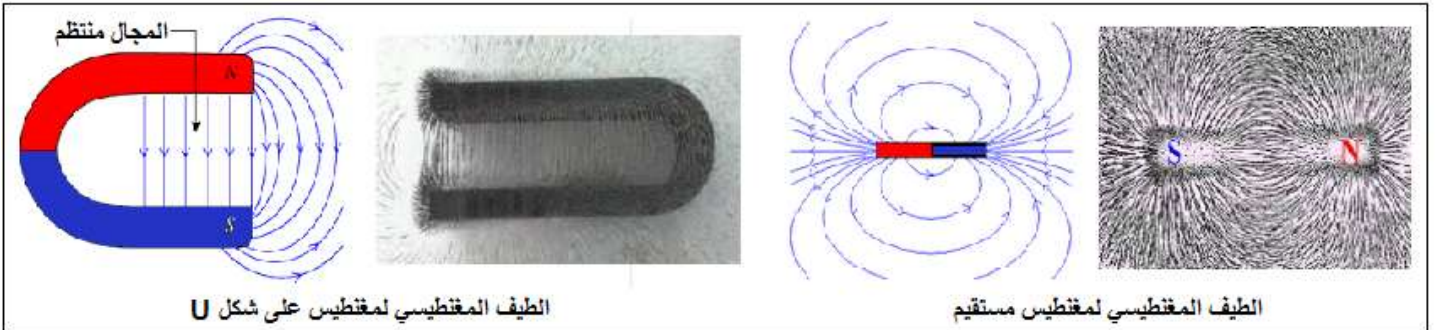 المجال منتظم
N
S
S
N
الطيف المغنطيسي لمغنطيس على شكل U
الطيف المغنطيسي لمغنطيس مستقيم